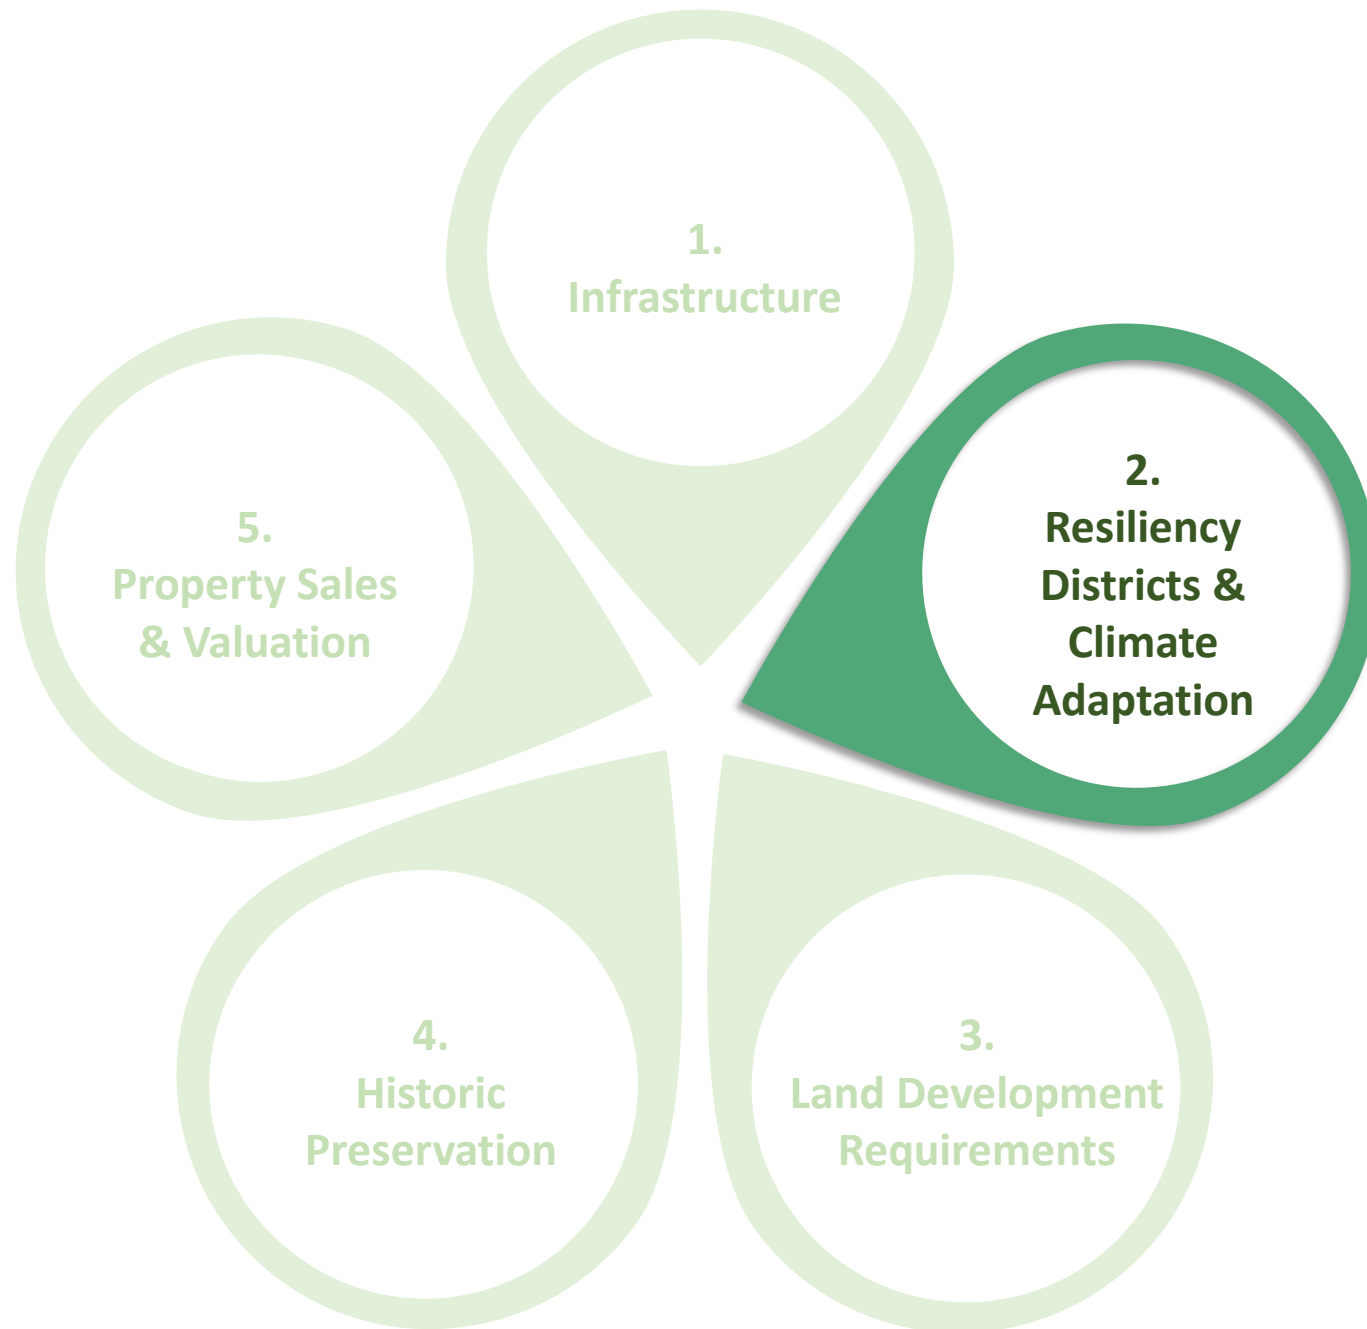 1.
Infrastructure
2.
Resiliency
Districts &
Climate
Adaptation
3.
Land Development
Requirements
4.
Historic
Preservation
5.
Property Sales
& Valuation